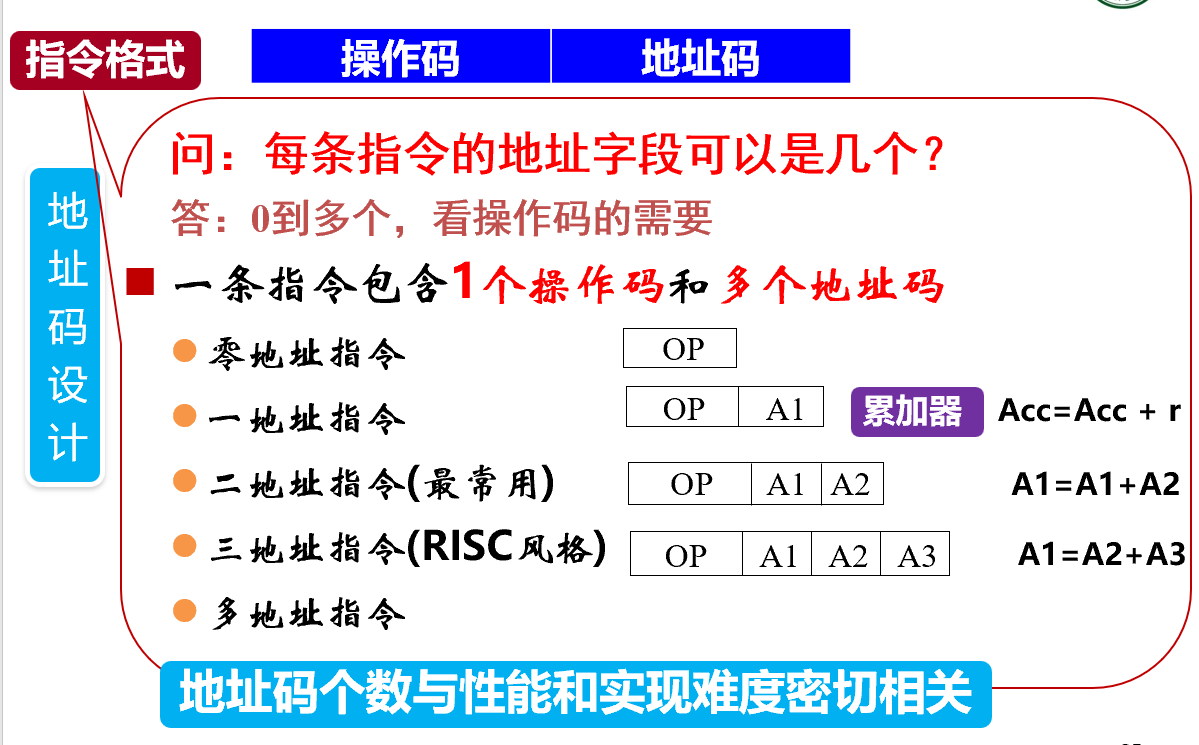 指令格式
操作码 地址码
问：每条指令的地址字段可以是几个？
答：0到多个，看操作码的需要
地址码设计
一条指令包含1个操作码和多个地址码
零地址指令 OP
一地址指令 OP A1 累加器 Acc=Acc + r
二地址指令(最常用) OP A1 A2 A1=A1+A2
三地址指令(RISC风格) OP A1 A2 A3 A1=A2+A3
多地址指令
地址码个数与性能和实现难度密切相关